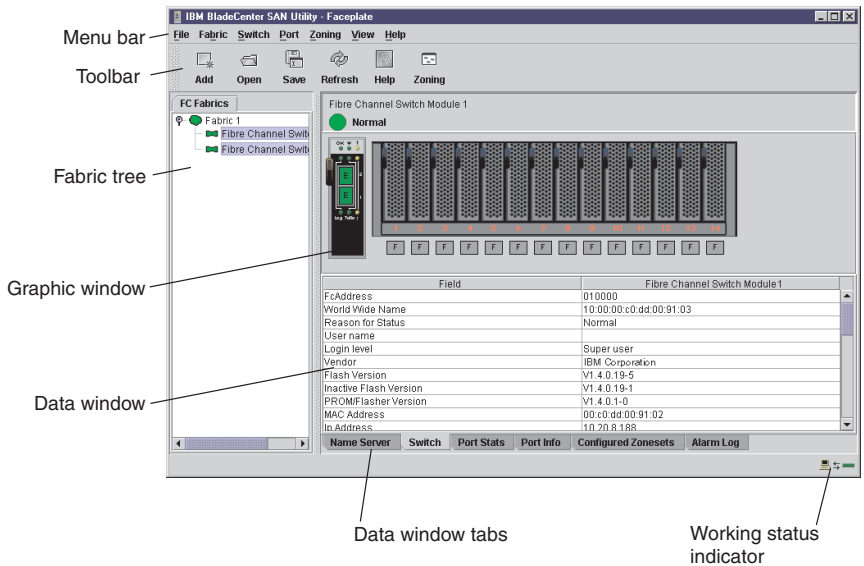 IBM BladeCenter SAN Utility - Faceplate
Menu bar
File Fabric Switch Port Zoning View Help
Toolbar
Add Open Save Refresh Help Zoning
FC Fabrics
Fabric 1
Fibre Channel Swit
Fibre Channel Swit
Fabric tree
Fibre Channel Switch Module 1
Normal
OK
E
E
1 2 3 4 5 6 7 8 9 10 11 12 13 14
F F F F F F F F F F F F F F
Graphic window
Field Fibre Channel Switch Module1
FcAddress 010000
World Wide Name 10:00:00:c0:dd:00:91:03
Reason for Status Normal
User name
Login level Super user
Vendor IBM Corporation
Flash Version V1.4.0.19-5
Inactive Flash Version V1.4.0.19-1
PROM/Flasher Version V1.4.0.1-0
MAC Address 00:c0:dd:00:91:02
Ip Address 10.20.8.188
Data window
Name Server Switch Port Stats Port Info Configured Zonesets Alarm Log
Data window tabs
Working status
indicator